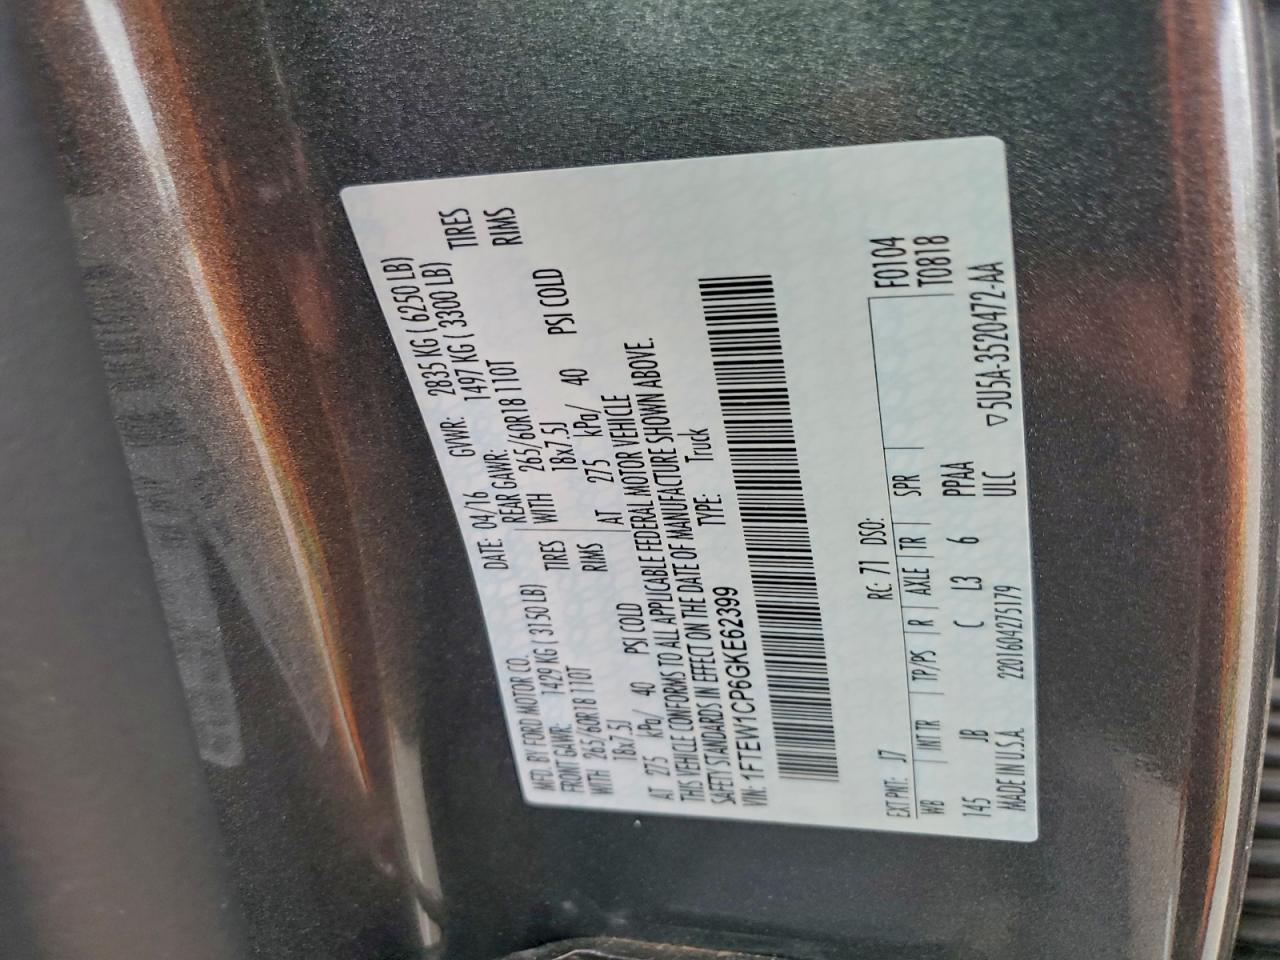 MFD. BY FORD MOTOR CO.
DATE: 04/16 GVWR: 2835 KG ( 6250 LB)
FRONT GAWR: 1429 KG ( 3150 LB) REAR GAWR: 1497 KG ( 3300 LB)
WITH 265/60R18 110T TIRES WITH 265/60R18 110T TIRES
18x7.5J RIMS 18x7.5J RIMS
AT 275 kPa/ 40 PSI COLD AT 275 kPa/ 40 PSI COLD
THIS VEHICLE CONFORMS TO ALL APPLICABLE FEDERAL MOTOR VEHICLE
SAFETY STANDARDS IN EFFECT ON THE DATE OF MANUFACTURE SHOWN ABOVE.
VIN: 1FTEW1CP6GKE62399 TYPE: Truck
EXT PNT: J7 RC: 71 DSO: F0104
WB INT TR TP/PS R AXLE TR SPR T0818
145 JB C L3 6 PPAA
MADE IN U.S.A. 2201604275179 ULC 5U5A-3520472-AA